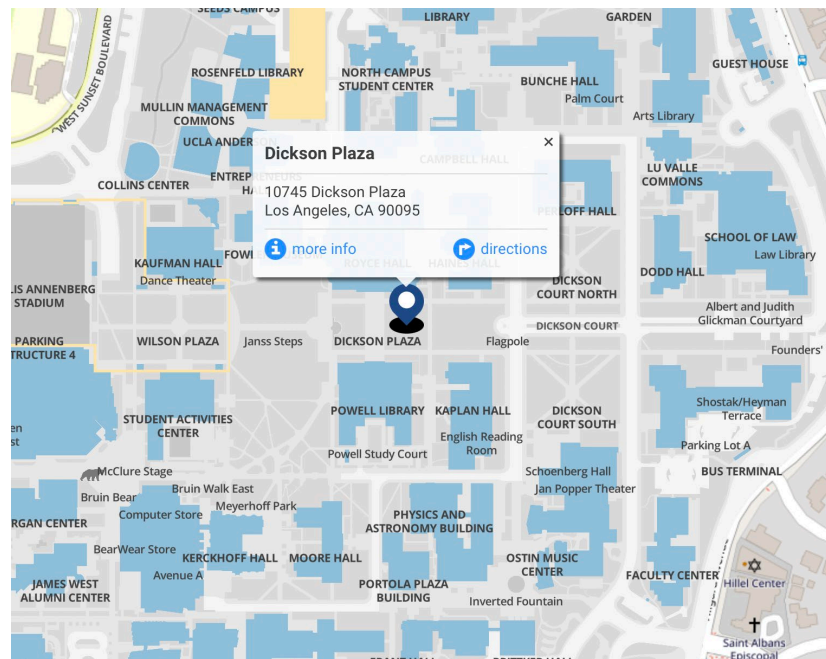 SEEDS CAMPUS
LIBRARY
GARDEN
WEST SUNSET BOULEVARD
ROSENFELD LIBRARY
NORTH CAMPUS
STUDENT CENTER
BUNCHE HALL
Palm Court
GUEST HOUSE
MULLIN MANAGEMENT
COMMONS
Arts Library
UCLA ANDERSON
COLLINS CENTER
ENTREPRENEURS
CAMPBELL HALL
LU VALLE
COMMONS
Dickson Plaza
×
10745 Dickson Plaza
Los Angeles, CA 90095
more info
directions
PERLOFF HALL
SCHOOL OF LAW
Law Library
KAUFMAN HALL
Dance Theater
ROYCE HALL
HAINES HALL
DODD HALL
DICKSON
COURT NORTH
LIS ANNENBERG
STADIUM
Albert and Judith
Glickman Courtyard
DICKSON COURT
PARKING
TRUCTURE 4
WILSON PLAZA
Janss Steps
DICKSON PLAZA
Flagpole
Founders'
STUDENT ACTIVITIES
CENTER
POWELL LIBRARY
KAPLAN HALL
DICKSON
COURT SOUTH
Shostak/Heyman
Terrace
en
st
English Reading
Room
Parking Lot A
Powell Study Court
McClure Stage
Schoenberg Hall
BUS TERMINAL
Bruin Bear
Bruin Walk East
Jan Popper Theater
Meyerhoff Park
Computer Store
RGAN CENTER
PHYSICS AND
ASTRONOMY BUILDING
BearWear Store
KERCKHOFF HALL
MOORE HALL
OSTIN MUSIC
CENTER
Avenue A
JAMES WEST
ALUMNI CENTER
PORTOLA PLAZA
BUILDING
FACULTY CENTER
Hillel Center
Inverted Fountain
Saint Albans
Episcopal